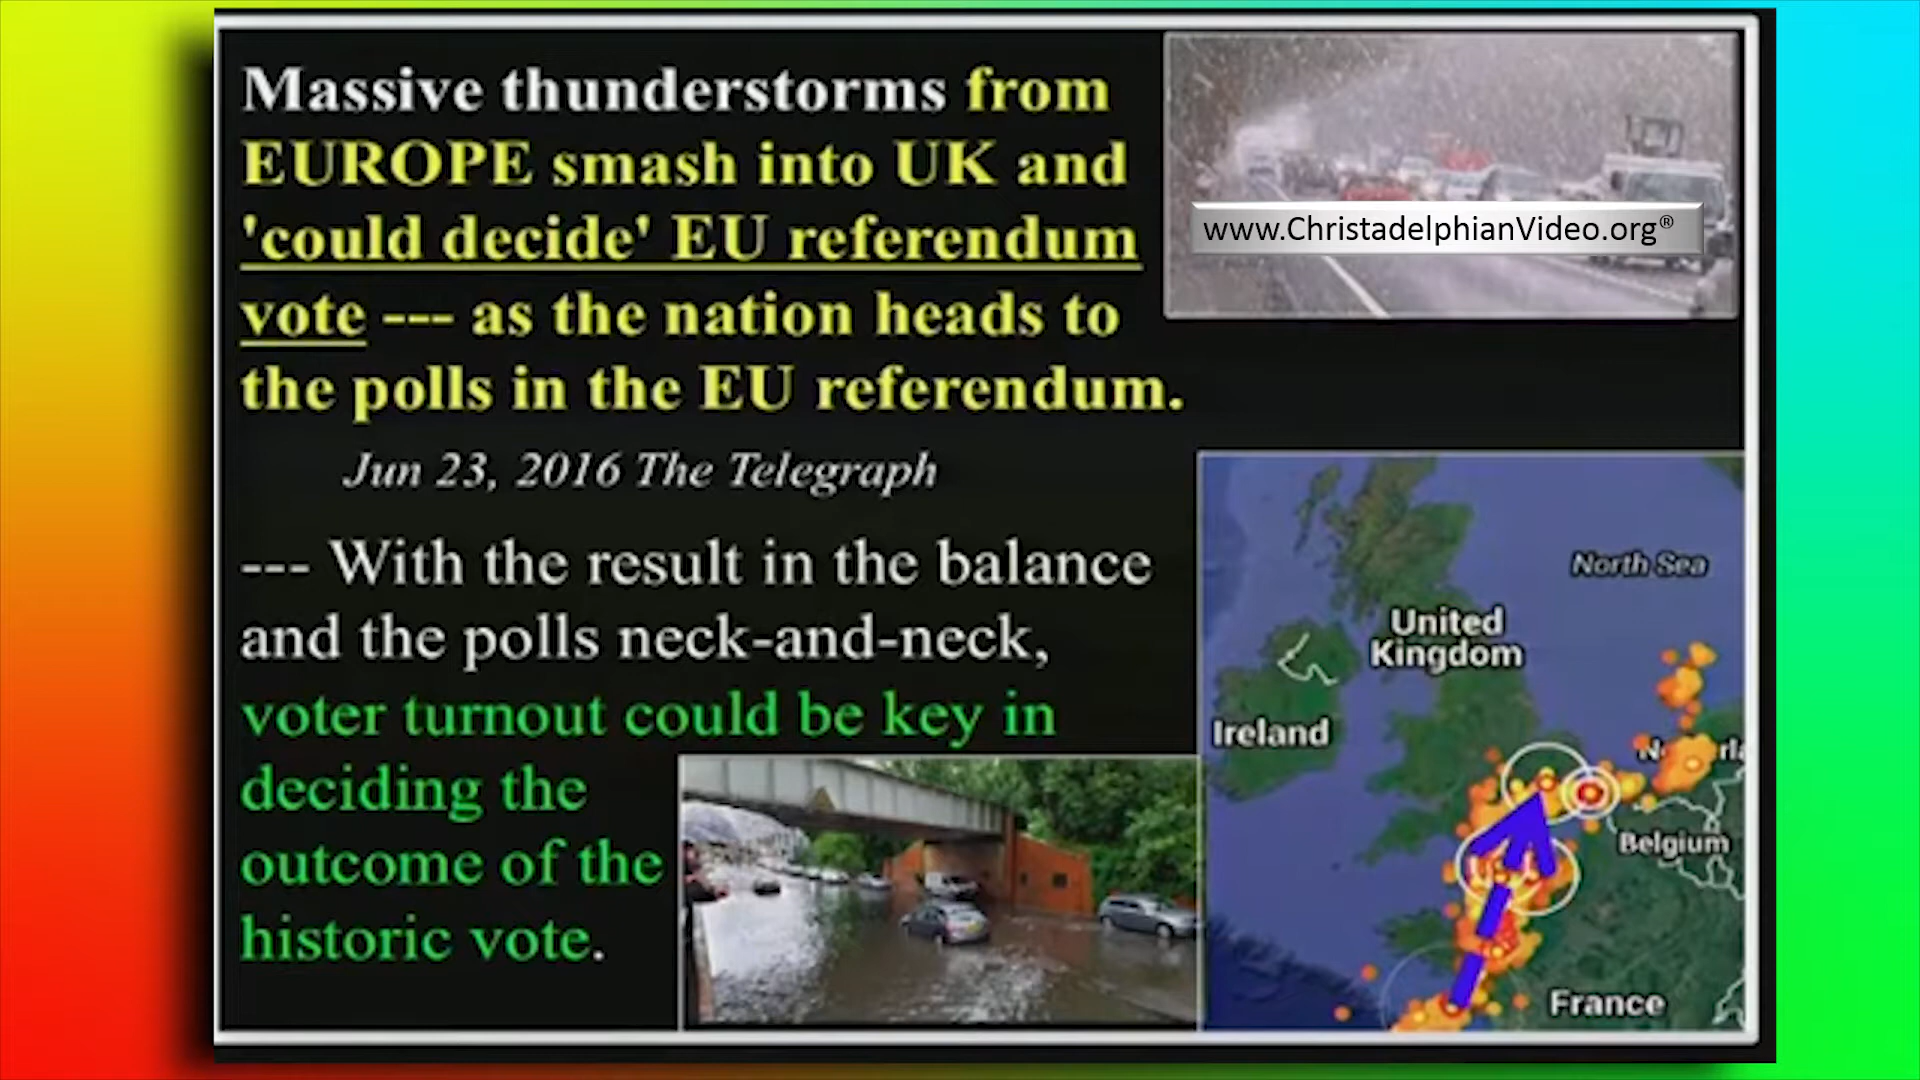 Massive thunderstorms from
EUROPE smash into UK and
'could decide' EU referendum
vote --- as the nation heads to
the polls in the EU referendum.
Jun 23, 2016 The Telegraph
--- With the result in the balance
and the polls neck-and-neck,
voter turnout could be key in
deciding the
outcome of the
historic vote.
www.ChristadelphianVideo.org®
North Sea
United
Kingdom
Ireland
Belgium
France